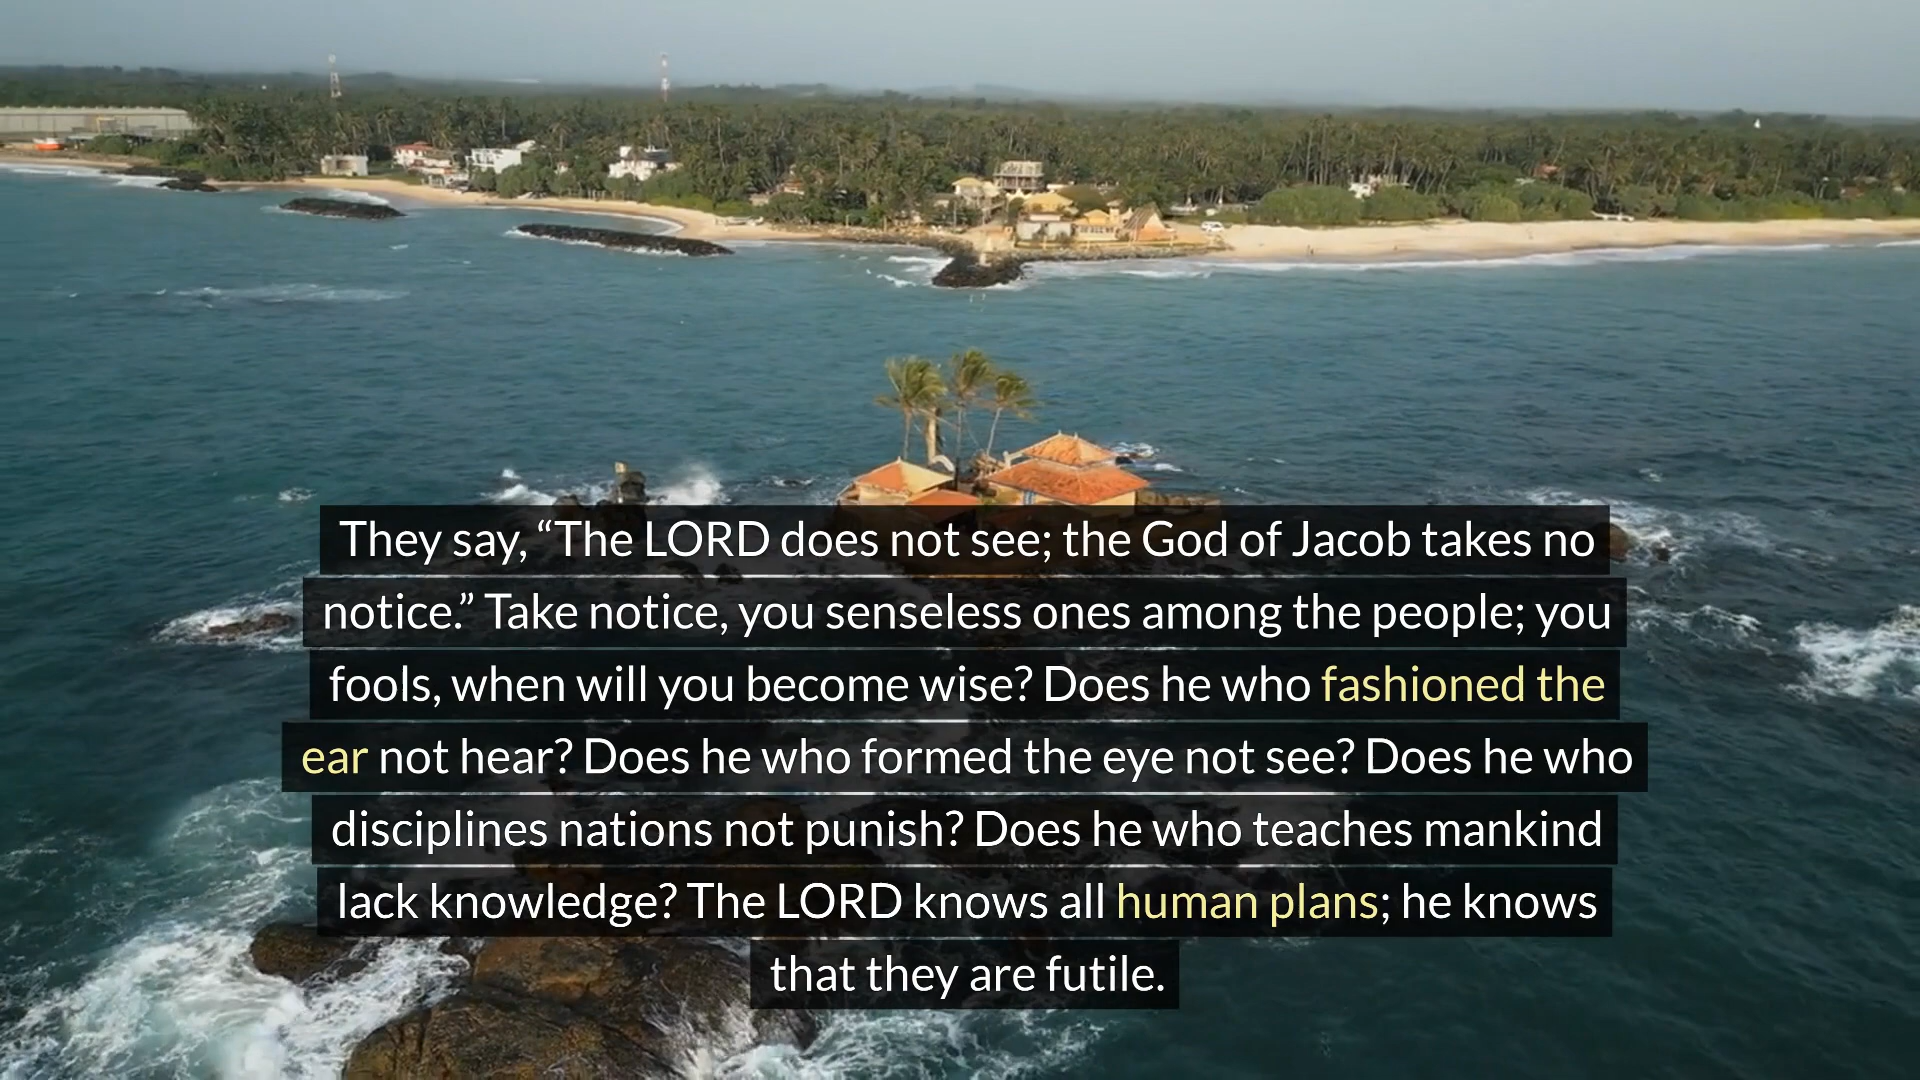 They say, “The LORD does not see; the God of Jacob takes no
notice.” Take notice, you senseless ones among the people; you
fools, when will you become wise? Does he who fashioned the
ear not hear? Does he who formed the eye not see? Does he who
disciplines nations not punish? Does he who teaches mankind
lack knowledge? The LORD knows all human plans; he knows
that they are futile.